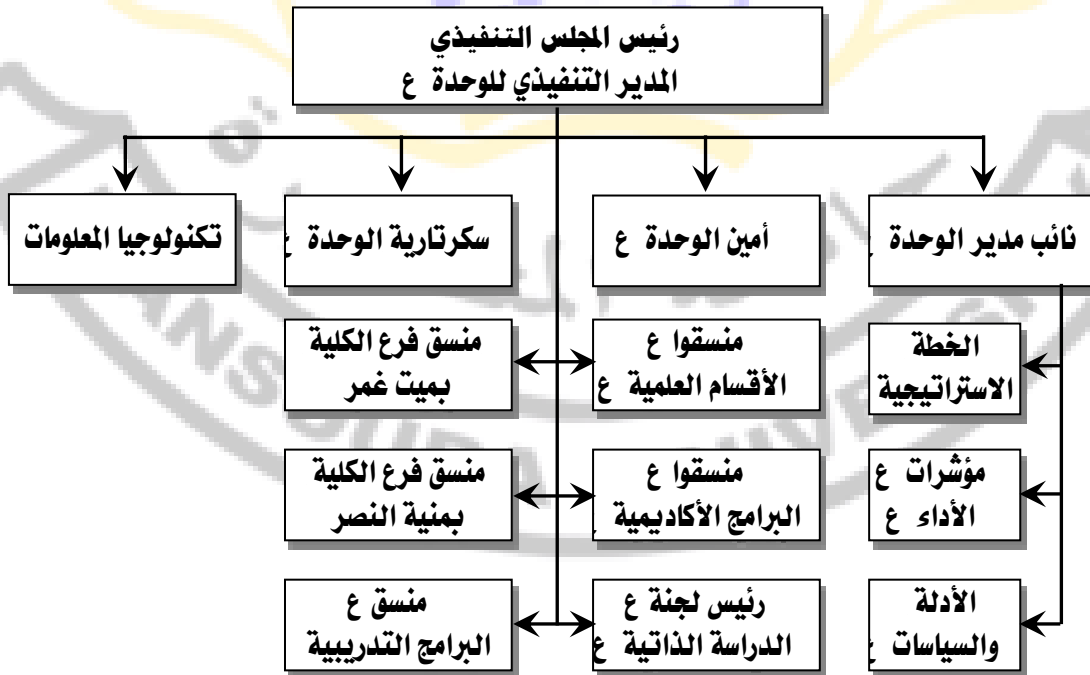 رئيس المجلس التنفيذي
المدير التنفيذي للوحدة ع
نائب مدير الوحدة ع
أمين الوحدة ع
سكرتارية الوحدة ع
تكنولوجيا المعلومات
الخطة
الاستراتيجية
منسقوا ع
الأقسام العلمية ع
منسق فرع الكلية
بميت غمر
مؤشرات ع
الأداء ع
منسقوا ع
البرامج الأكاديمية ع
منسق فرع الكلية
بمنية النصر
الأدلة
والسياسات ع
رئيس لجنة ع
الدراسة الذاتية ع
منسق ع
البرامج التدريبية